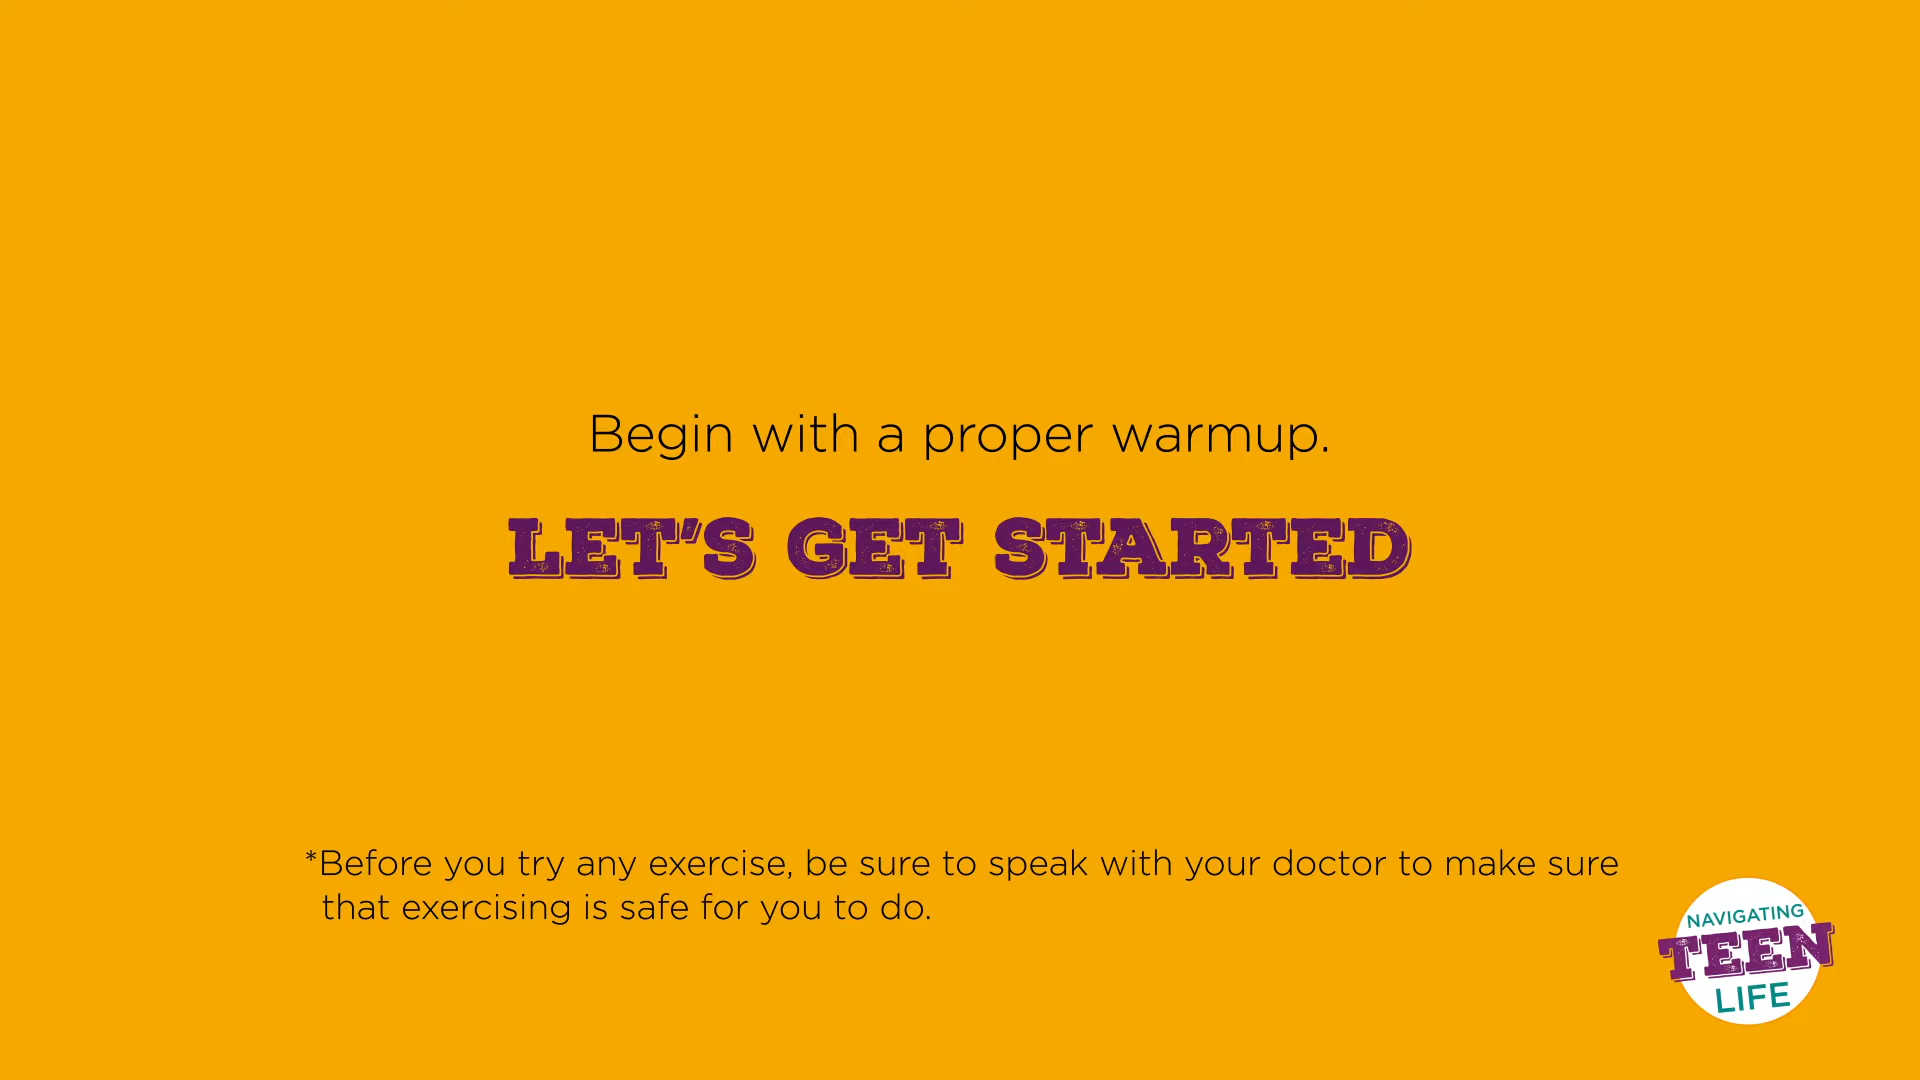 Begin with a proper warmup.
LET'S GET STARTED
*Before you try any exercise, be sure to speak with your doctor to make sure
that exercising is safe for you to do.
NAVIGATING
TEEN
LIFE